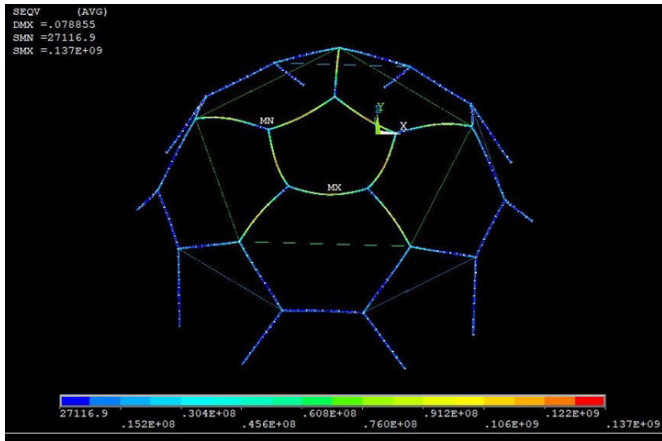 SEQV (AVG)
DMX =.078855
SMN =27116.9
SMX =.137E+09
MN
Y
X
MX
27116.9 .304E+08 .608E+08 .912E+08 .122E+09
.152E+08 .456E+08 .760E+08 .106E+09 .137E+09